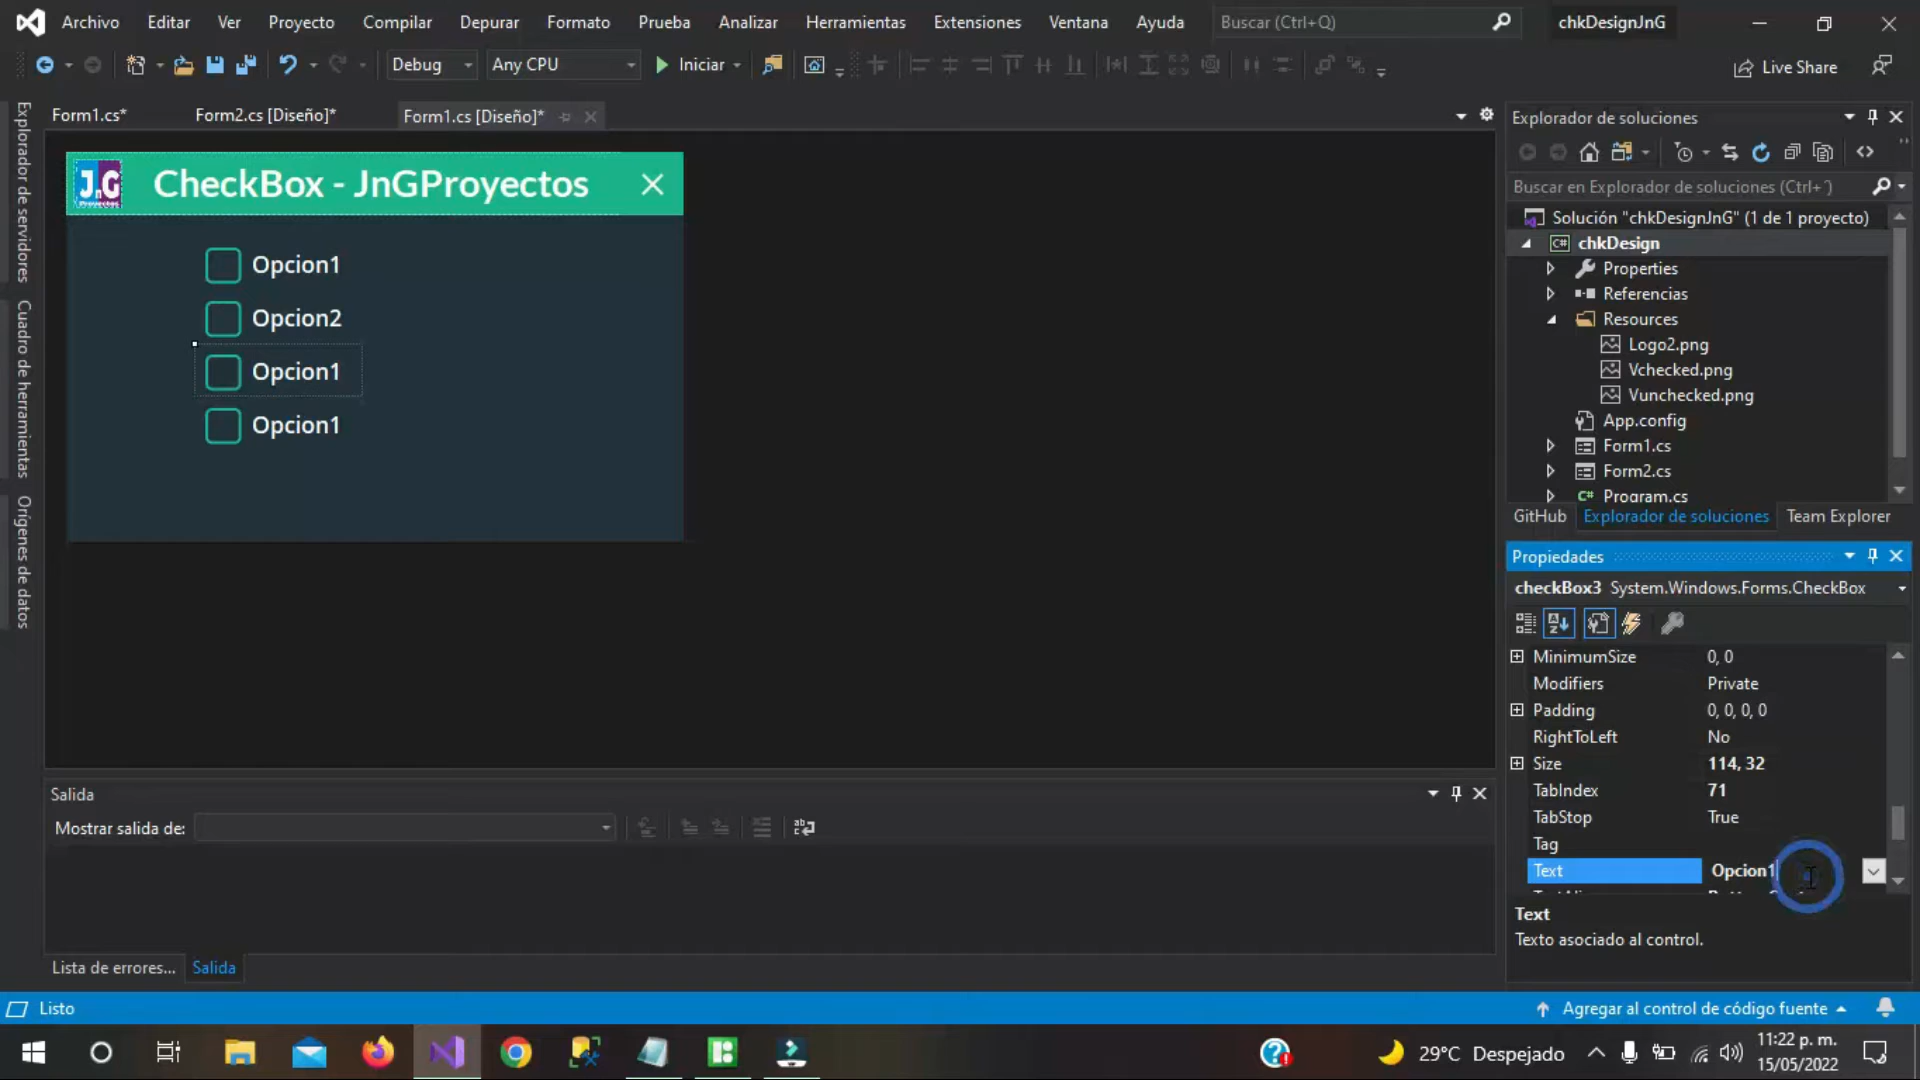 Archivo Editar Ver Proyecto Compilar Depurar Formato Prueba Analizar Herramientas Extensiones Ventana Ayuda Buscar (Ctrl+Q) chkDesignJnG
Debug Any CPU Iniciar Live Share
Form1.cs* Form2.cs [Diseño]* Form1.cs [Diseño]*
Explorador de servidores
Cuadro de herramientas
Orígenes de datos
JnG Proyectos
CheckBox - JnGProyectos
Opcion1
Opcion2
Opcion1
Opcion1
Explorador de soluciones
Buscar en Explorador de soluciones (Ctrl+´)
Solución "chkDesignJnG" (1 de 1 proyecto)
C# chkDesign
Properties
Referencias
Resources
Logo2.png
Vchecked.png
Vunchecked.png
App.config
Form1.cs
Form2.cs
C# Program.cs
GitHub Explorador de soluciones Team Explorer
Propiedades
checkBox3 System.Windows.Forms.CheckBox
MinimumSize 0, 0
Modifiers Private
Padding 0, 0, 0, 0
RightToLeft No
Size 114, 32
TabIndex 71
TabStop True
Tag
Text Opcion1
Text
Texto asociado al control.
Salida
Mostrar salida de:
Lista de errores... Salida
Listo
Agregar al control de código fuente
29°C Despejado
11:22 p. m.
15/05/2022